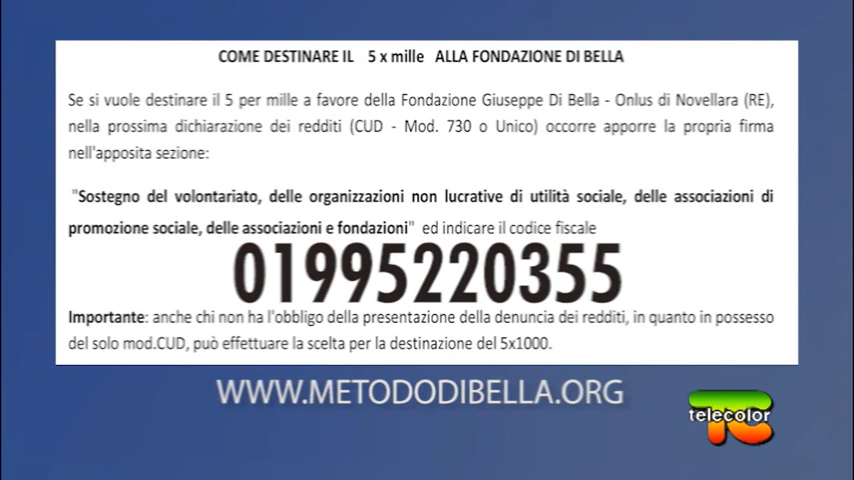 COME DESTINARE IL 5 x mille ALLA FONDAZIONE DI BELLA
Se si vuole destinare il 5 per mille a favore della Fondazione Giuseppe Di Bella - Onlus di Novellara (RE),
nella prossima dichiarazione dei redditi (CUD - Mod. 730 o Unico) occorre apporre la propria firma
nell'apposita sezione:
"Sostegno del volontariato, delle organizzazioni non lucrative di utilità sociale, delle associazioni di
promozione sociale, delle associazioni e fondazioni" ed indicare il codice fiscale
01995220355
Importante: anche chi non ha l'obbligo della presentazione della denuncia dei redditi, in quanto in possesso
del solo mod.CUD, può effettuare la scelta per la destinazione del 5x1000.
WWW.METODODIBELLA.ORG
telecolor